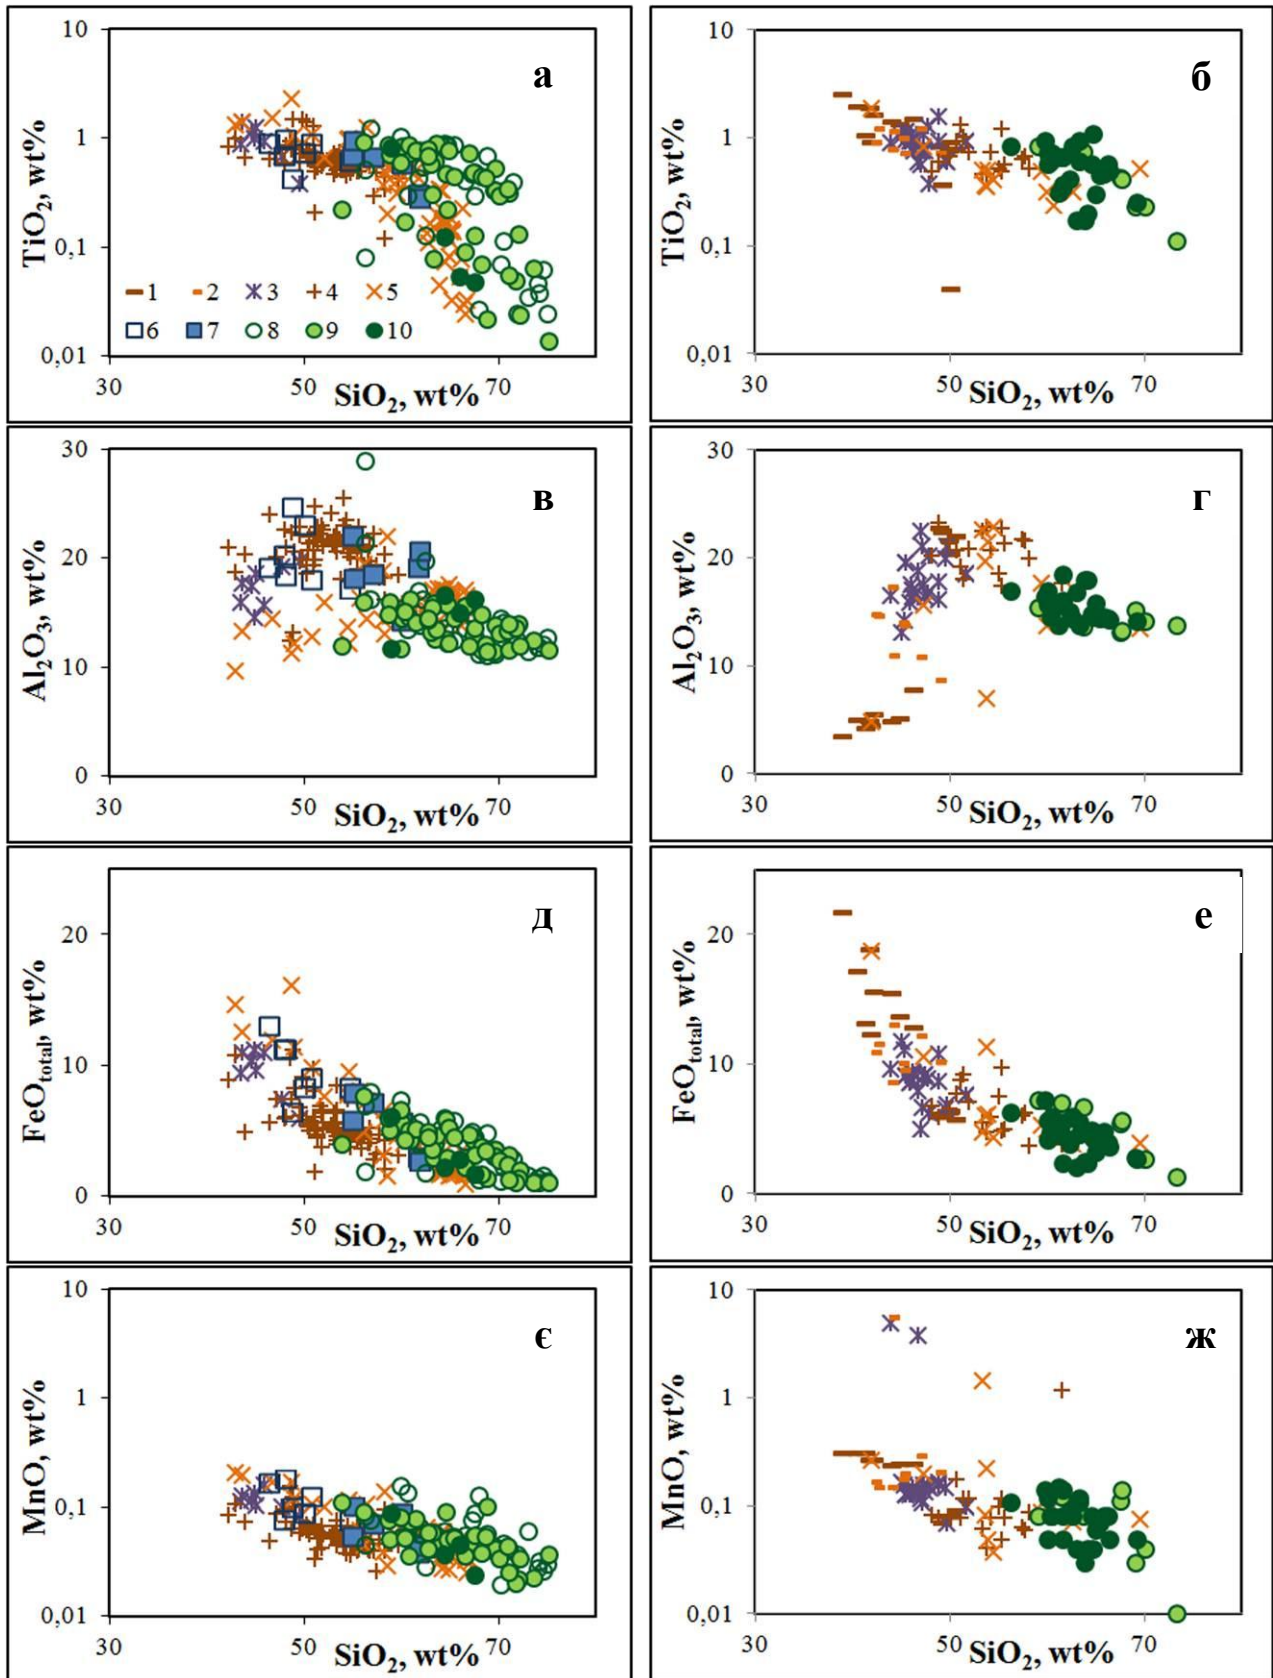 10
1
0,1
0,01
TiO₂, wt%
а
1 2 3 4 5
6 7 8 9 10
30 50 70
SiO₂, wt%
10
1
0,1
0,01
TiO₂, wt%
б
30 50 70
SiO₂, wt%
30
20
10
0
Al₂O₃, wt%
в
30 50 70
SiO₂, wt%
30
20
10
0
Al₂O₃, wt%
г
30 50 70
SiO₂, wt%
20
10
0
FeOtotal, wt%
д
30 50 70
SiO₂, wt%
20
10
0
FeOtotal, wt%
е
30 50 70
SiO₂, wt%
10
1
0,1
0,01
MnO, wt%
є
30 50 70
SiO₂, wt%
10
1
0,1
0,01
MnO, wt%
ж
30 50 70
SiO₂, wt%